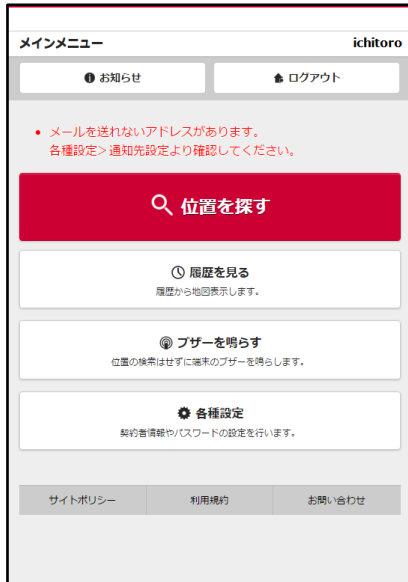 メインメニュー ichitoro
お知らせ ログアウト
メールを送れないアドレスがあります。
各種設定＞通知先設定より確認してください。
位置を探す
履歴を見る
履歴から地図表示します。
ブザーを鳴らす
位置の検索はせずに端末のブザーを鳴らします。
各種設定
契約者情報やパスワードの設定を行います。
サイトポリシー 利用規約 お問い合わせ